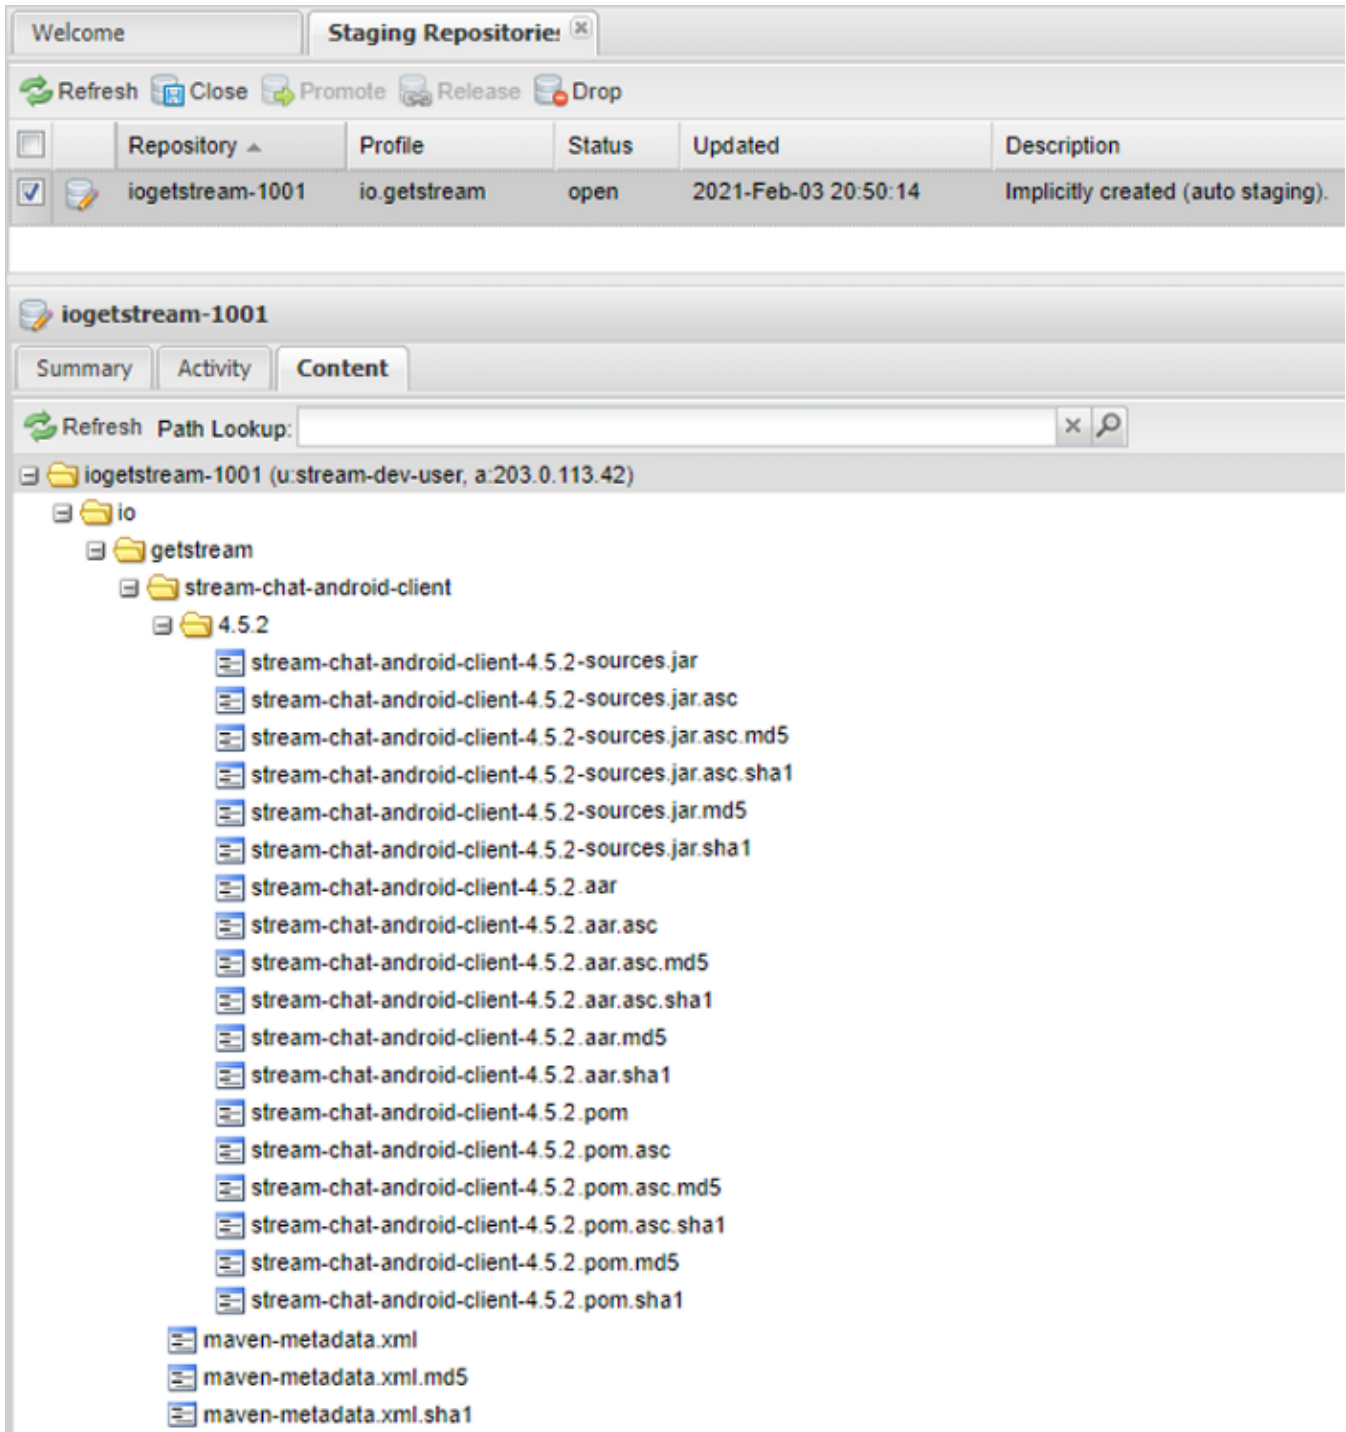 Welcome Staging Repositories
Refresh Close Promote Release Drop
Repository Profile Status Updated Description
iogetstream-1001 io.getstream open 2021-Feb-03 20:50:14 Implicitly created (auto staging).
iogetstream-1001
Summary Activity Content
Refresh Path Lookup:
iogetstream-1001 (u:stream-dev-user, a:203.0.113.42)
io
getstream
stream-chat-android-client
4.5.2
stream-chat-android-client-4.5.2-sources.jar
stream-chat-android-client-4.5.2-sources.jar.asc
stream-chat-android-client-4.5.2-sources.jar.asc.md5
stream-chat-android-client-4.5.2-sources.jar.asc.sha1
stream-chat-android-client-4.5.2-sources.jar.md5
stream-chat-android-client-4.5.2-sources.jar.sha1
stream-chat-android-client-4.5.2.aar
stream-chat-android-client-4.5.2.aar.asc
stream-chat-android-client-4.5.2.aar.asc.md5
stream-chat-android-client-4.5.2.aar.asc.sha1
stream-chat-android-client-4.5.2.aar.md5
stream-chat-android-client-4.5.2.aar.sha1
stream-chat-android-client-4.5.2.pom
stream-chat-android-client-4.5.2.pom.asc
stream-chat-android-client-4.5.2.pom.asc.md5
stream-chat-android-client-4.5.2.pom.asc.sha1
stream-chat-android-client-4.5.2.pom.md5
stream-chat-android-client-4.5.2.pom.sha1
maven-metadata.xml
maven-metadata.xml.md5
maven-metadata.xml.sha1